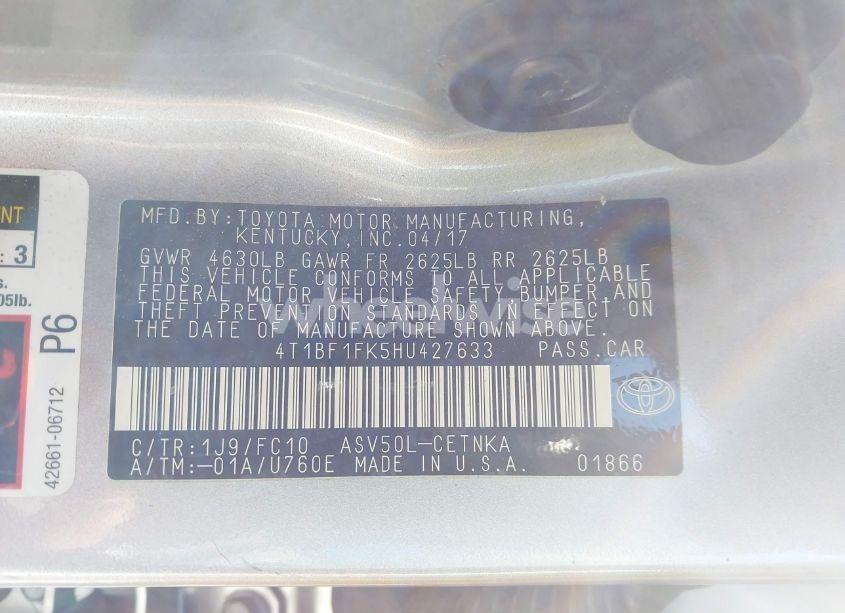 MFD.BY:TOYOTA MOTOR MANUFACTURING,
KENTUCKY,INC.04/17
GVWR 4630LB GAWR FR 2625LB RR 2625LB
THIS VEHICLE CONFORMS TO ALL APPLICABLE
FEDERAL MOTOR VEHICLE SAFETY,BUMPER,AND
THEFT PREVENTION STANDARDS IN EFFECT ON
THE DATE OF MANUFACTURE SHOWN ABOVE.
4T1BF1FK5HU427633 PASS.CAR
C/TR:1J9/FC10 ASV50L-CETNKA
A/TM:-01A/U760E MADE IN U.S.A. 01866
: 3
05lb.
P6
42661-06712